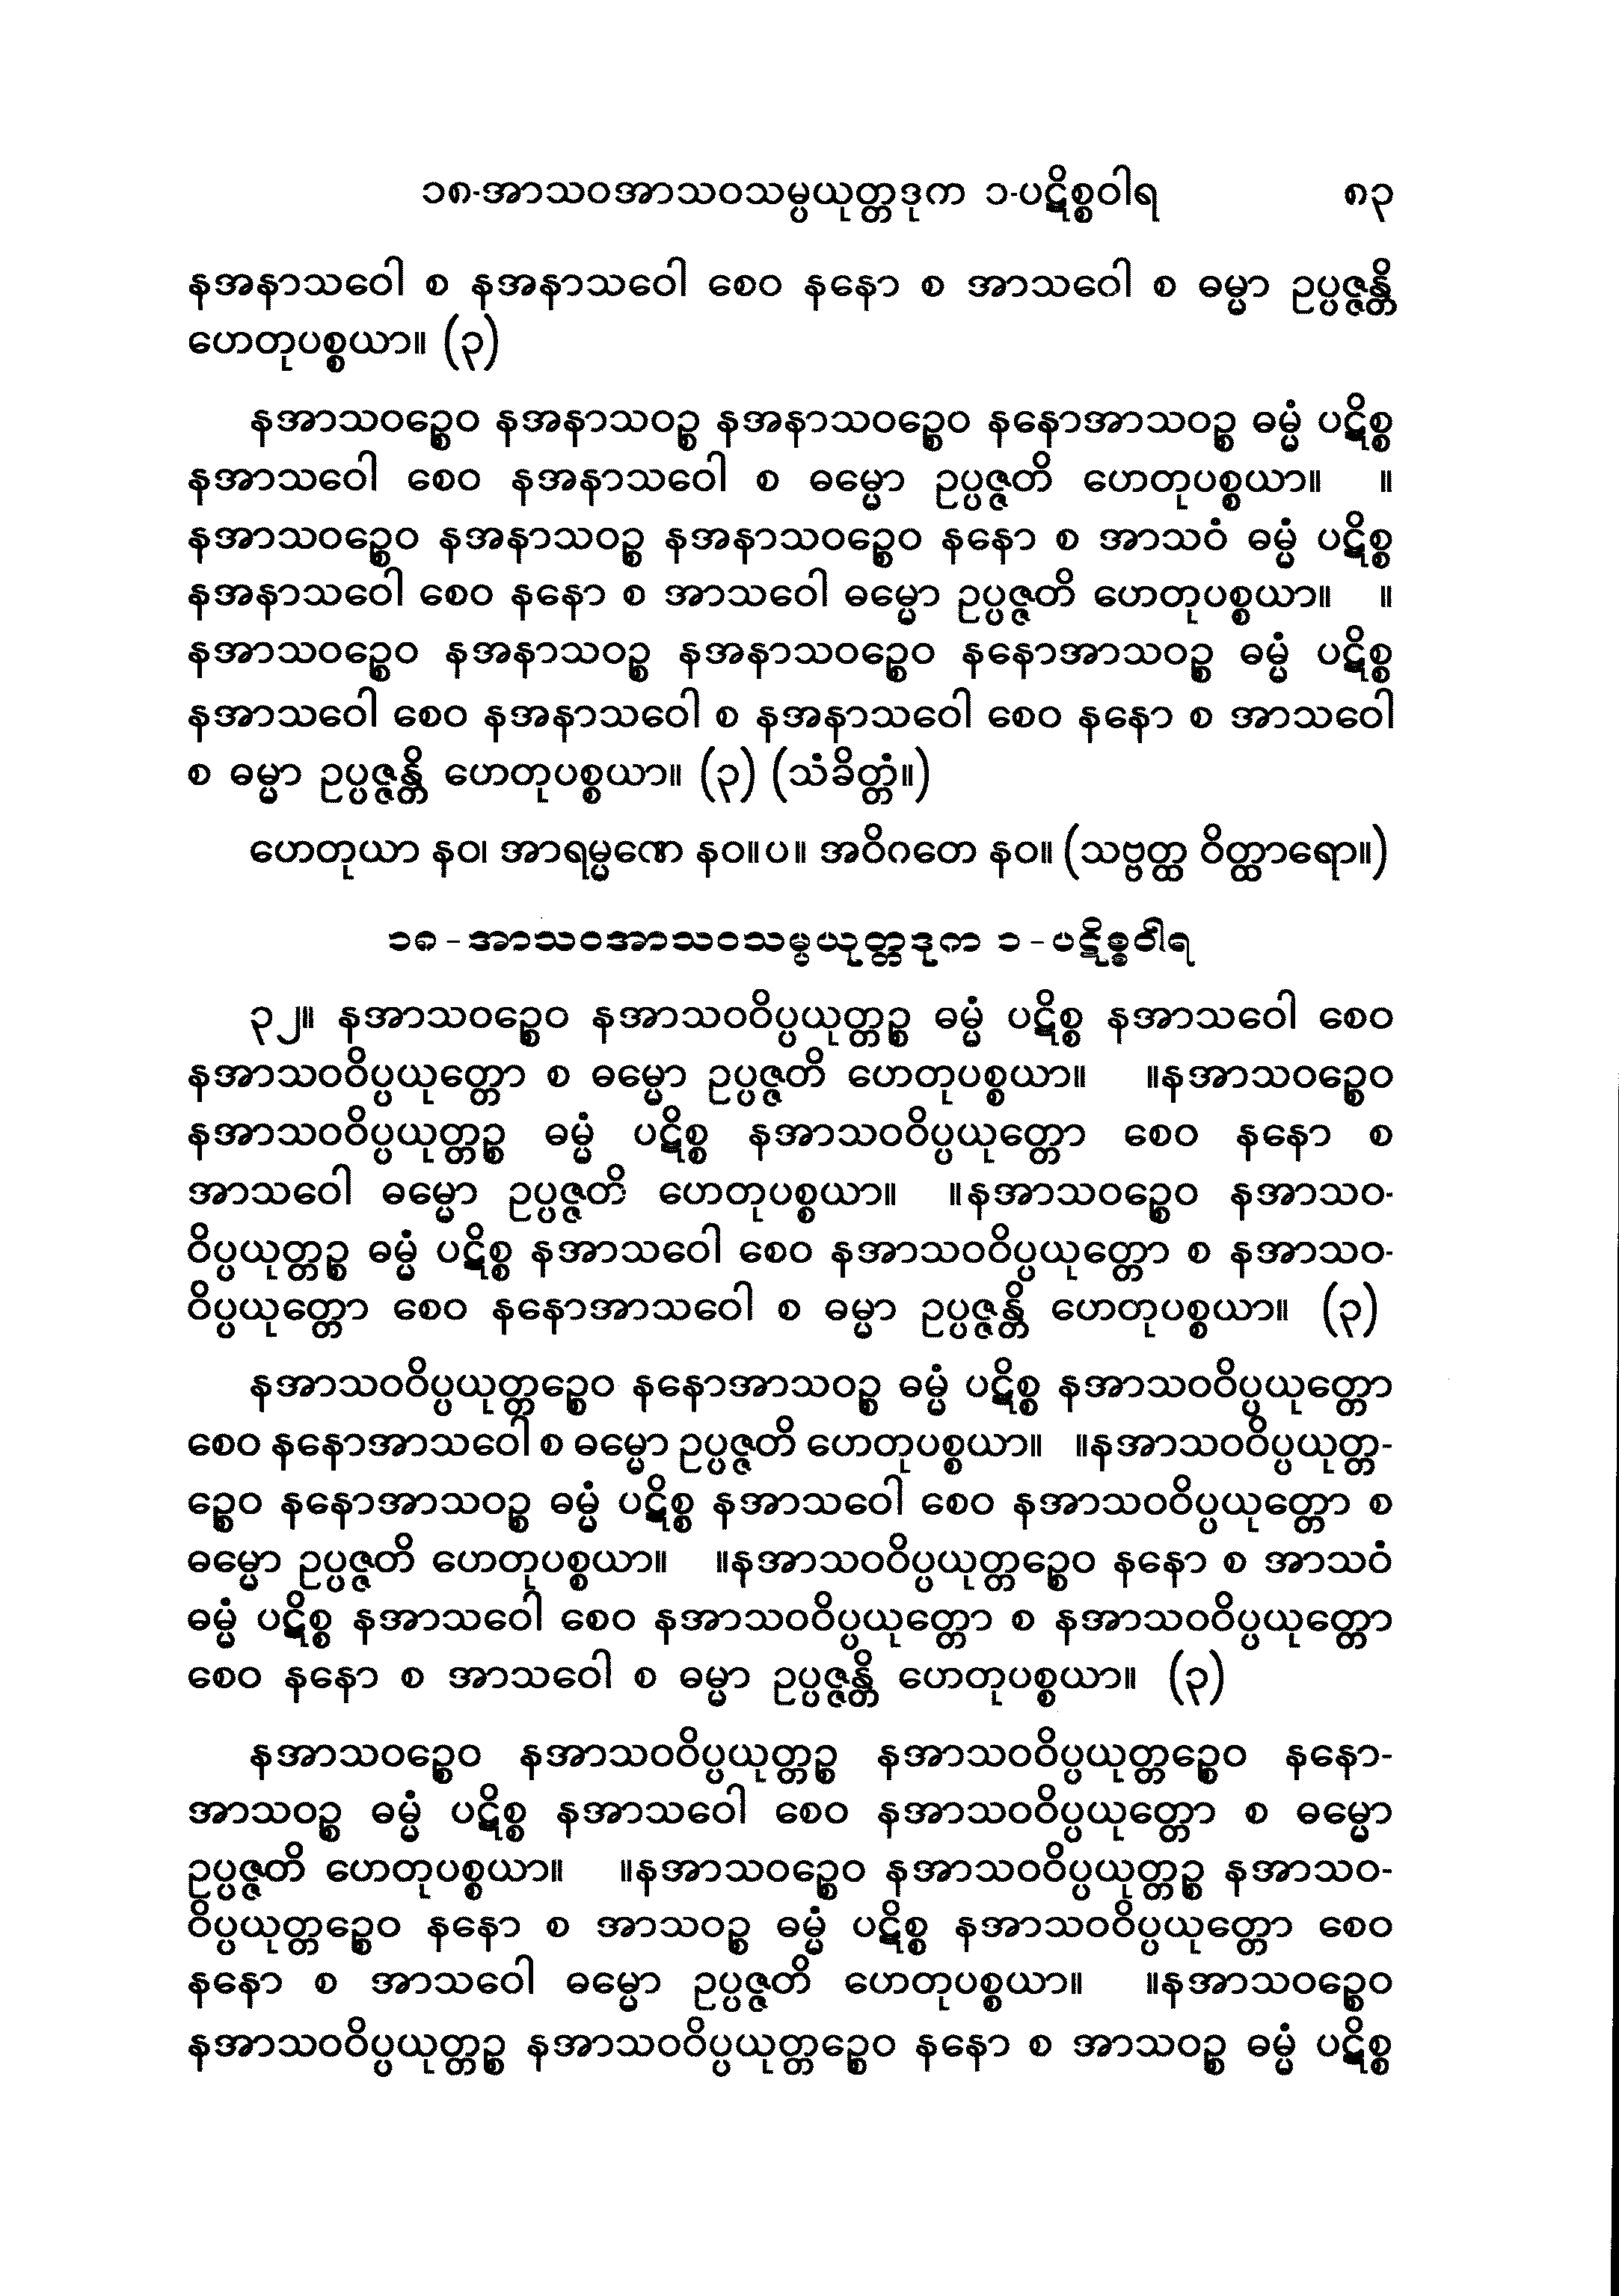 ၁၈-အာသဝအာသဝသမ္ပယုတ္တဒုက ၁-ပဋိစ္စဝါရ ၈၃
နအနာသဝေါ စ နအနာသဝေါ စေဝ နနော စ အာသဝေါ စ ဓမ္မာ ဥပ္ပဇ္ဇန္တိ
ဟေတုပစ္စယာ။ (၃)
နအာသဝဉ္စေဝ နအနာသဝဉ္စ နအနာသဝဉ္စေဝ နနောအာသဝဉ္စ ဓမ္မံ ပဋိစ္စ
နအာသဝေါ စေဝ နအနာသဝေါ စ ဓမ္မော ဥပ္ပဇ္ဇတိ ဟေတုပစ္စယာ။ ။
နအာသဝဉ္စေဝ နအနာသဝဉ္စ နအနာသဝဉ္စေဝ နနော စ အာသဝံ ဓမ္မံ ပဋိစ္စ
နအနာသဝေါ စေဝ နနော စ အာသဝေါ ဓမ္မော ဥပ္ပဇ္ဇတိ ဟေတုပစ္စယာ။ ။
နအာသဝဉ္စေဝ နအနာသဝဉ္စ နအနာသဝဉ္စေဝ နနောအာသဝဉ္စ ဓမ္မံ ပဋိစ္စ
နအာသဝေါ စေဝ နအနာသဝေါ စ နအနာသဝေါ စေဝ နနော စ အာသဝေါ
စ ဓမ္မာ ဥပ္ပဇ္ဇန္တိ ဟေတုပစ္စယာ။ (၃) (သံခိတ္တံ။)
ဟေတုယာ နဝ၊ အာရမ္မဏေ နဝ။ပ။ အဝိဂတေ နဝ။ (သဗ္ဗတ္ထ ဝိတ္ထာရော။)
၁၈ - အာသဝအာသဝသမ္ပယုတ္တဒုက ၁ - ပဋိစ္စဝါရ
၃၂။ နအာသဝဉ္စေဝ နအာသဝဝိပ္ပယုတ္တဉ္စ ဓမ္မံ ပဋိစ္စ နအာသဝေါ စေဝ
နအာသဝဝိပ္ပယုတ္တော စ ဓမ္မော ဥပ္ပဇ္ဇတိ ဟေတုပစ္စယာ။ ။နအာသဝဉ္စေဝ
နအာသဝဝိပ္ပယုတ္တဉ္စ ဓမ္မံ ပဋိစ္စ နအာသဝဝိပ္ပယုတ္တော စေဝ နနော စ
အာသဝေါ ဓမ္မော ဥပ္ပဇ္ဇတိ ဟေတုပစ္စယာ။ ။နအာသဝဉ္စေဝ နအာသဝ-
ဝိပ္ပယုတ္တဉ္စ ဓမ္မံ ပဋိစ္စ နအာသဝေါ စေဝ နအာသဝဝိပ္ပယုတ္တော စ နအာသဝ-
ဝိပ္ပယုတ္တော စေဝ နနောအာသဝေါ စ ဓမ္မာ ဥပ္ပဇ္ဇန္တိ ဟေတုပစ္စယာ။ (၃)
နအာသဝဝိပ္ပယုတ္တဉ္စေဝ နနောအာသဝဉ္စ ဓမ္မံ ပဋိစ္စ နအာသဝဝိပ္ပယုတ္တော
စေဝ နနောအာသဝေါ စ ဓမ္မော ဥပ္ပဇ္ဇတိ ဟေတုပစ္စယာ။ ။နအာသဝဝိပ္ပယုတ္တ-
ဉ္စေဝ နနောအာသဝဉ္စ ဓမ္မံ ပဋိစ္စ နအာသဝေါ စေဝ နအာသဝဝိပ္ပယုတ္တော စ
ဓမ္မော ဥပ္ပဇ္ဇတိ ဟေတုပစ္စယာ။ ။နအာသဝဝိပ္ပယုတ္တဉ္စေဝ နနော စ အာသဝံ
ဓမ္မံ ပဋိစ္စ နအာသဝေါ စေဝ နအာသဝဝိပ္ပယုတ္တော စ နအာသဝဝိပ္ပယုတ္တော
စေဝ နနော စ အာသဝေါ စ ဓမ္မာ ဥပ္ပဇ္ဇန္တိ ဟေတုပစ္စယာ။ (၃)
နအာသဝဉ္စေဝ နအာသဝဝိပ္ပယုတ္တဉ္စ နအာသဝဝိပ္ပယုတ္တဉ္စေဝ နနော-
အာသဝဉ္စ ဓမ္မံ ပဋိစ္စ နအာသဝေါ စေဝ နအာသဝဝိပ္ပယုတ္တော စ ဓမ္မော
ဥပ္ပဇ္ဇတိ ဟေတုပစ္စယာ။ ။နအာသဝဉ္စေဝ နအာသဝဝိပ္ပယုတ္တဉ္စ နအာသဝ-
ဝိပ္ပယုတ္တဉ္စေဝ နနော စ အာသဝဉ္စ ဓမ္မံ ပဋိစ္စ နအာသဝဝိပ္ပယုတ္တော စေဝ
နနော စ အာသဝေါ ဓမ္မော ဥပ္ပဇ္ဇတိ ဟေတုပစ္စယာ။ ။နအာသဝဉ္စေဝ
နအာသဝဝိပ္ပယုတ္တဉ္စ နအာသဝဝိပ္ပယုတ္တဉ္စေဝ နနော စ အာသဝဉ္စ ဓမ္မံ ပဋိစ္စ